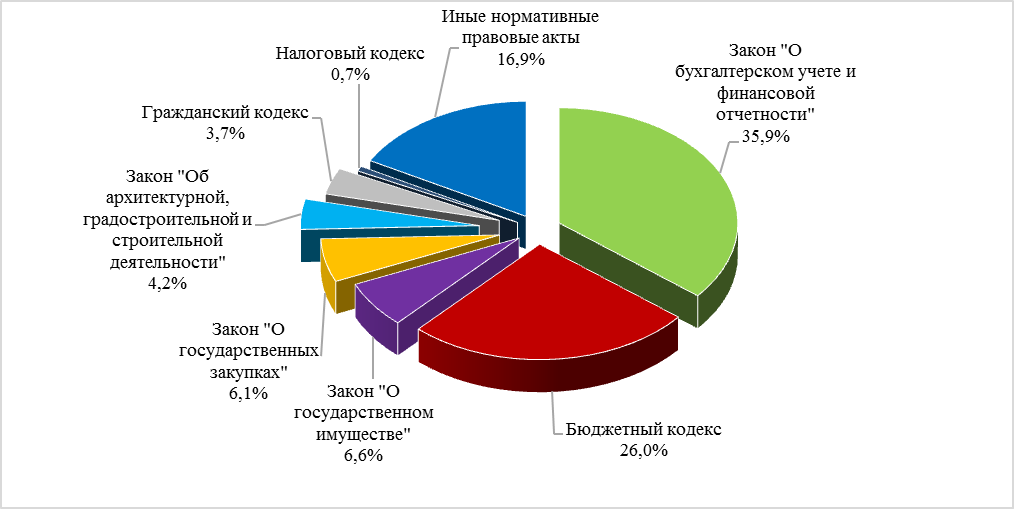 Иные нормативные
правовые акты
16,9%
Закон "О
бухгалтерском учете и
финансовой
отчетности"
35,9%
Налоговый кодекс
0,7%
Гражданский кодекс
3,7%
Закон "Об
архитектурной,
градостроительной и
строительной
деятельности"
4,2%
Закон "О
государственных
закупках"
6,1%
Закон "О
государственном
имуществе"
6,6%
Бюджетный кодекс
26,0%